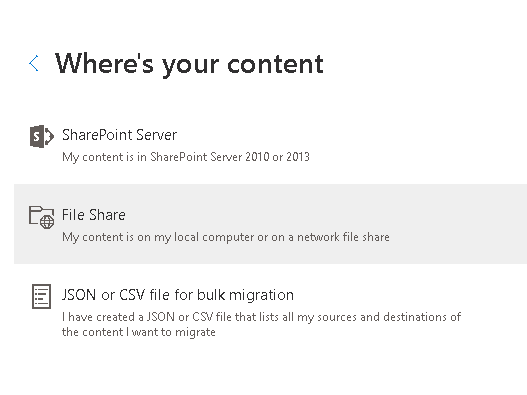 Where's your content
SharePoint Server
My content is in SharePoint Server 2010 or 2013
File Share
My content is on my local computer or on a network file share
JSON or CSV file for bulk migration
I have created a JSON or CSV file that lists all my sources and destinations of
the content I want to migrate